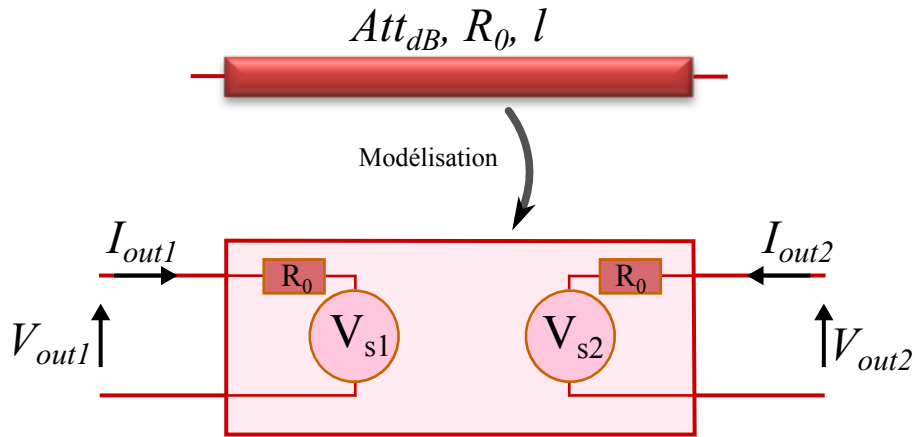 Att_dB, R_0, l
Modélisation
I_out1
I_out2
R_0
R_0
V_out1
V_s1
V_s2
V_out2